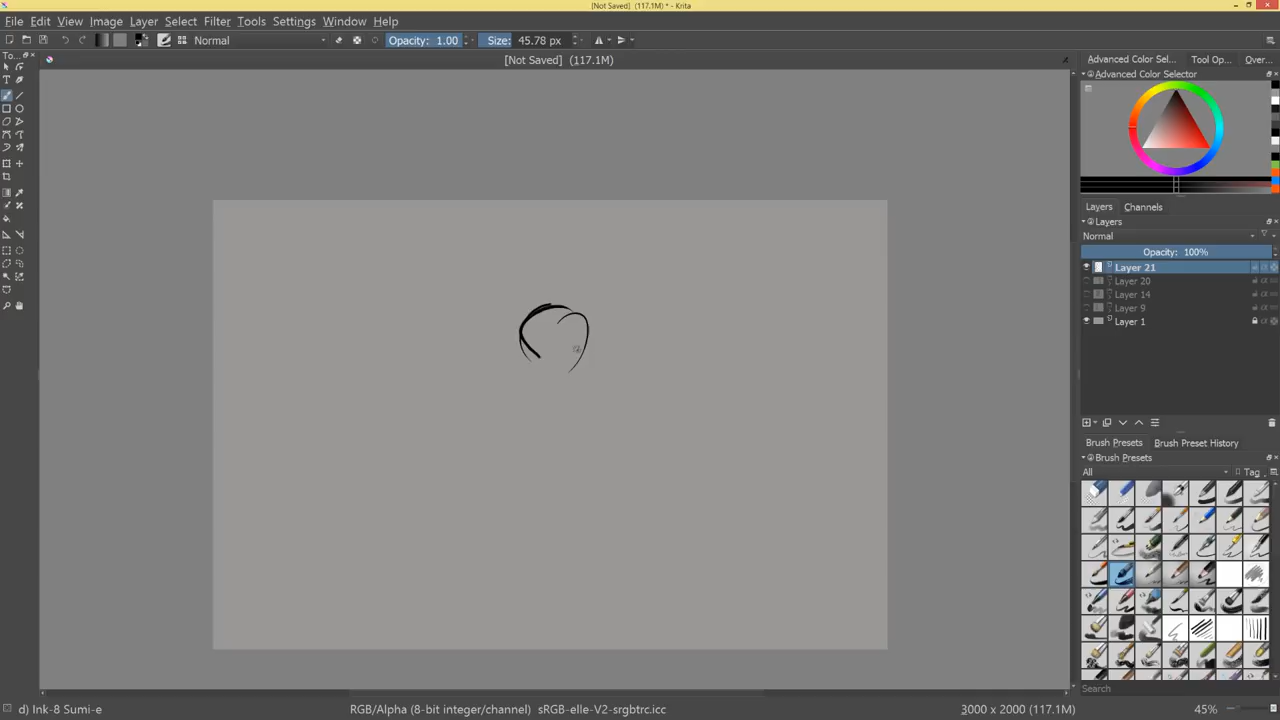 [Not Saved]  (117.1M) * - Krita
File Edit View Image Layer Select Filter Tools Settings Window Help
Normal Opacity: 1.00 Size: 45.78 px
To...
[Not Saved]  (117.1M)
Advanced Color Sel... Tool Op... Over...
Advanced Color Selector
Layers Channels
Layers
Normal
Opacity: 100%
Layer 21
Layer 20
Layer 14
Layer 9
Layer 1
Brush Presets Brush Preset History
Brush Presets
All Tag
Search
d) Ink-8 Sumi-e RGB/Alpha (8-bit integer/channel) sRGB-elle-V2-srgbtrc.icc 3000 x 2000 (117.1M) 45%